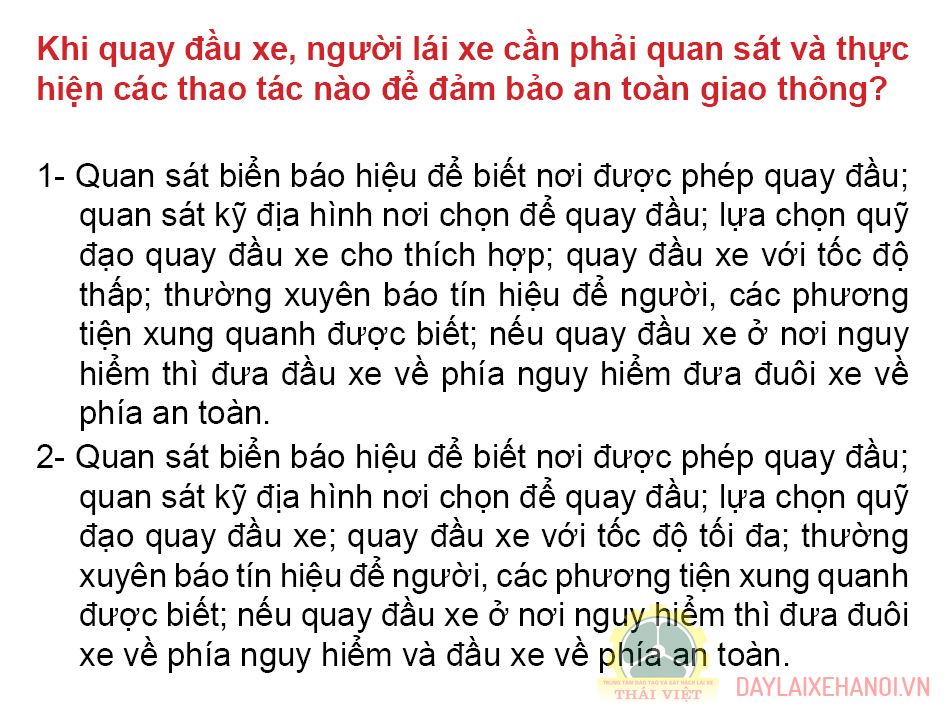 Khi quay đầu xe, người lái xe cần phải quan sát và thực
hiện các thao tác nào để đảm bảo an toàn giao thông?
1- Quan sát biển báo hiệu để biết nơi được phép quay đầu;
quan sát kỹ địa hình nơi chọn để quay đầu; lựa chọn quỹ
đạo quay đầu xe cho thích hợp; quay đầu xe với tốc độ
thấp; thường xuyên báo tín hiệu để người, các phương
tiện xung quanh được biết; nếu quay đầu xe ở nơi nguy
hiểm thì đưa đầu xe về phía nguy hiểm đưa đuôi xe về
phía an toàn.
2- Quan sát biển báo hiệu để biết nơi được phép quay đầu;
quan sát kỹ địa hình nơi chọn để quay đầu; lựa chọn quỹ
đạo quay đầu xe; quay đầu xe với tốc độ tối đa; thường
xuyên báo tín hiệu để người, các phương tiện xung quanh
được biết; nếu quay đầu xe ở nơi nguy hiểm thì đưa đuôi
xe về phía nguy hiểm và đầu xe về phía an toàn.
TRUNG TÂM ĐÀO TẠO VÀ SÁT HẠCH LÁI XE
THÁI VIỆT
DAYLAIXEHANOI.VN